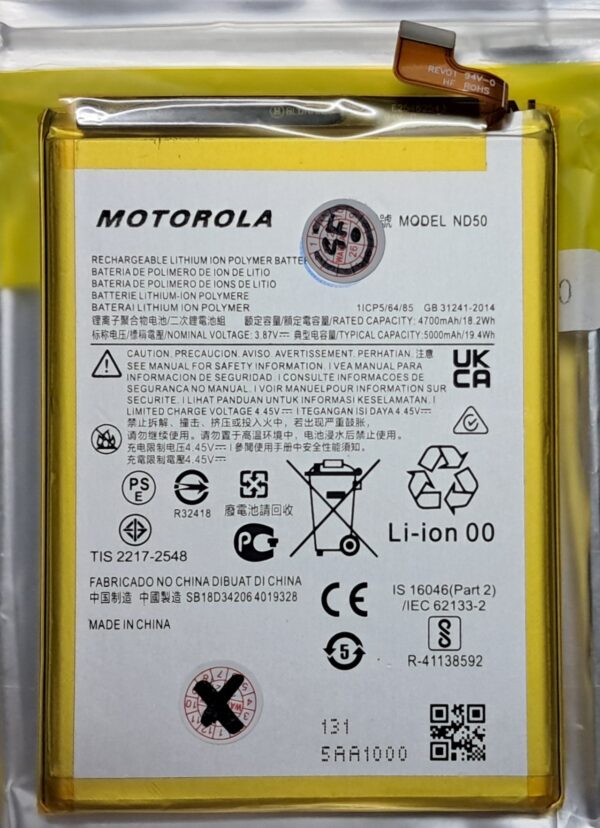 REV01 94V-0
HF ROHS
MOTOROLA
MODEL ND50
RECHARGEABLE LITHIUM ION POLYMER
BATERIA DE POLIMERO DE ION DE LITIO
BATERIA DE POLIMERO DE IONS DE LITIO
BATTERIE LITHIUM-ION POLYMERE
BATERAI LITHIUM ION POLYMER 1ICP5/64/85 GB 31241-2014
锂离子聚合物电池/二次鋰電池組 额定容量/額定電容量/RATED CAPACITY: 4700mAh/18.2Wh
标称电压/標稱電壓/NOMINAL VOLTAGE: 3.87V⎓ 典型电容量/TYPICAL CAPACITY: 5000mAh/19.4Wh
CAUTION. PRECAUCION. AVISO. AVERTISSEMENT. PERHATIAN. 注意
SEE MANUAL FOR SAFETY INFORMATION. I VEA MANUAL PARA
INFORMACION DE SEGURIDAD. I CONSULTE INFORMACOES DE
SEGURANCA NO MANUAL. I VOIR MANUEL POUR INFORMATION SUR
SECURITE. I LIHAT PANDUAN UNTUK INFORMASI KESELAMATAN. I
LIMITED CHARGE VOLTAGE 4.45V⎓ I TEGANGAN ISI DAYA 4.45V⎓
禁止拆解、撞击、挤压，或投入火中，若出现严重鼓胀，
请勿继续使用。请勿置于高温环境中，电池浸水后禁止使用。
充电限制电压4.45V⎓ I 參閱使用手册中安全性能須知。
充電限制電壓4.45V⎓
UK
CA
PS
E
R32418
廢電池請回收
PC
Li-ion 00
TIS 2217-2548
FABRICADO NO CHINA DIBUAT DI CHINA
中国制造 中國製造 SB18D34206 4019328
MADE IN CHINA
CE
IS 16046(Part 2)
/IEC 62133-2
5
R-41138592
131
5AA1000